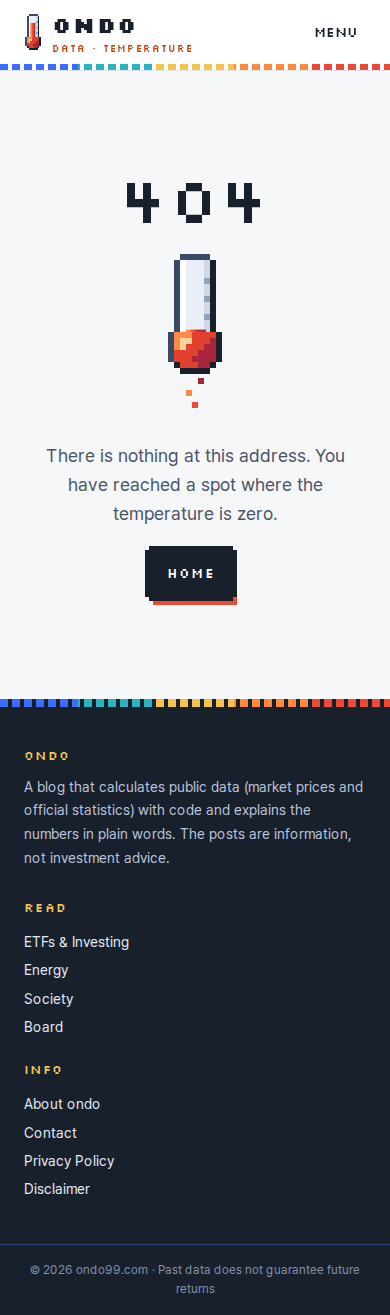 ONDO
DATA · TEMPERATURE
MENU
404
There is nothing at this address. You
have reached a spot where the
temperature is zero.
HOME
ONDO
A blog that calculates public data (market prices and
official statistics) with code and explains the
numbers in plain words. The posts are information,
not investment advice.
READ
ETFs & Investing
Energy
Society
Board
INFO
About ondo
Contact
Privacy Policy
Disclaimer
© 2026 ondo99.com · Past data does not guarantee future
returns